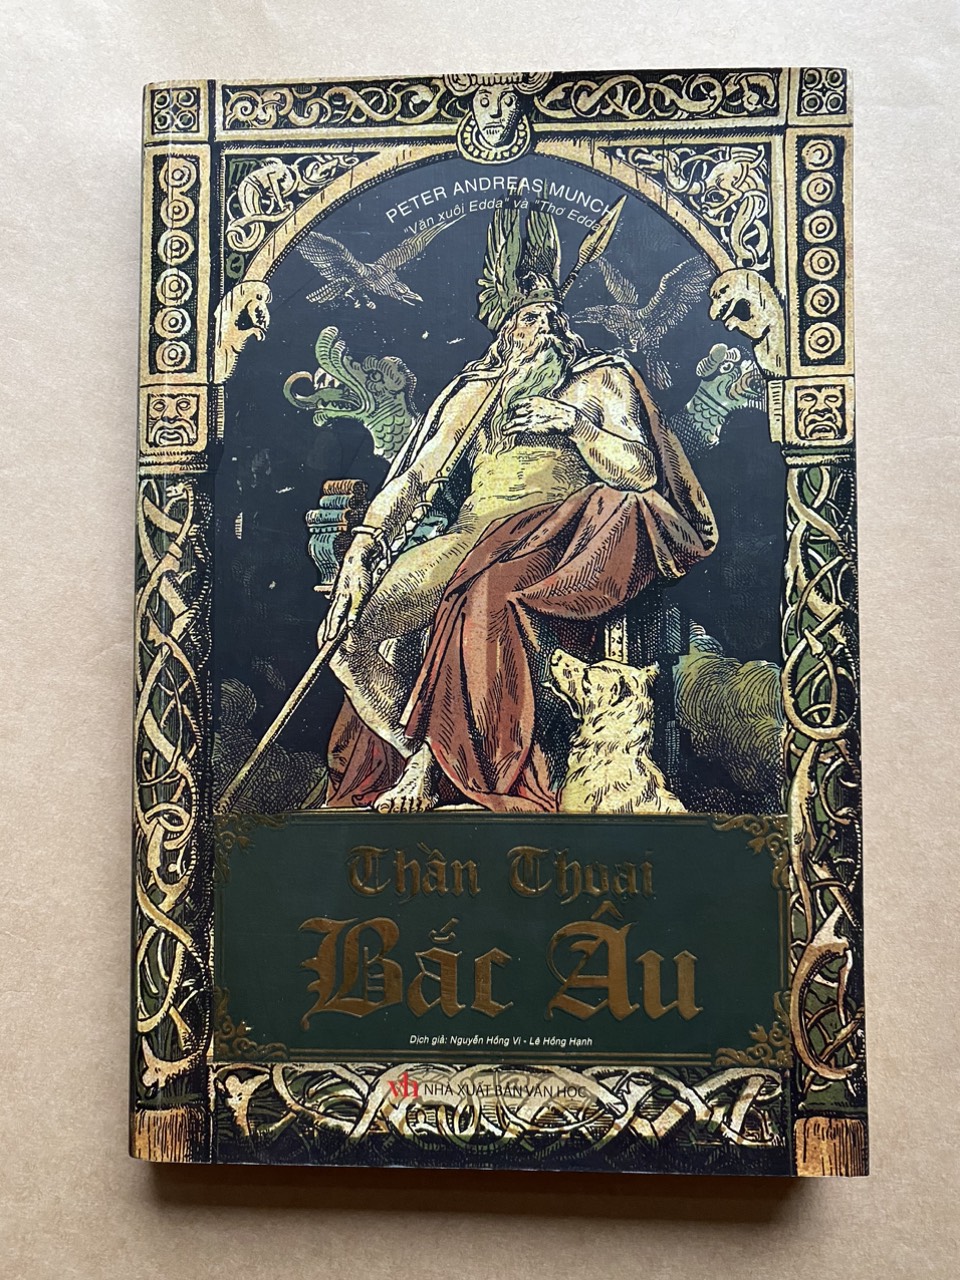 PETER ANDREAS MUNCH
"Văn xuôi Edda" và "Thơ Edda"
Thần Thoại
Bắc Âu
Dịch giả: Nguyễn Hồng Vi - Lê Hồng Hạnh
vh NHÀ XUẤT BẢN VĂN HỌC